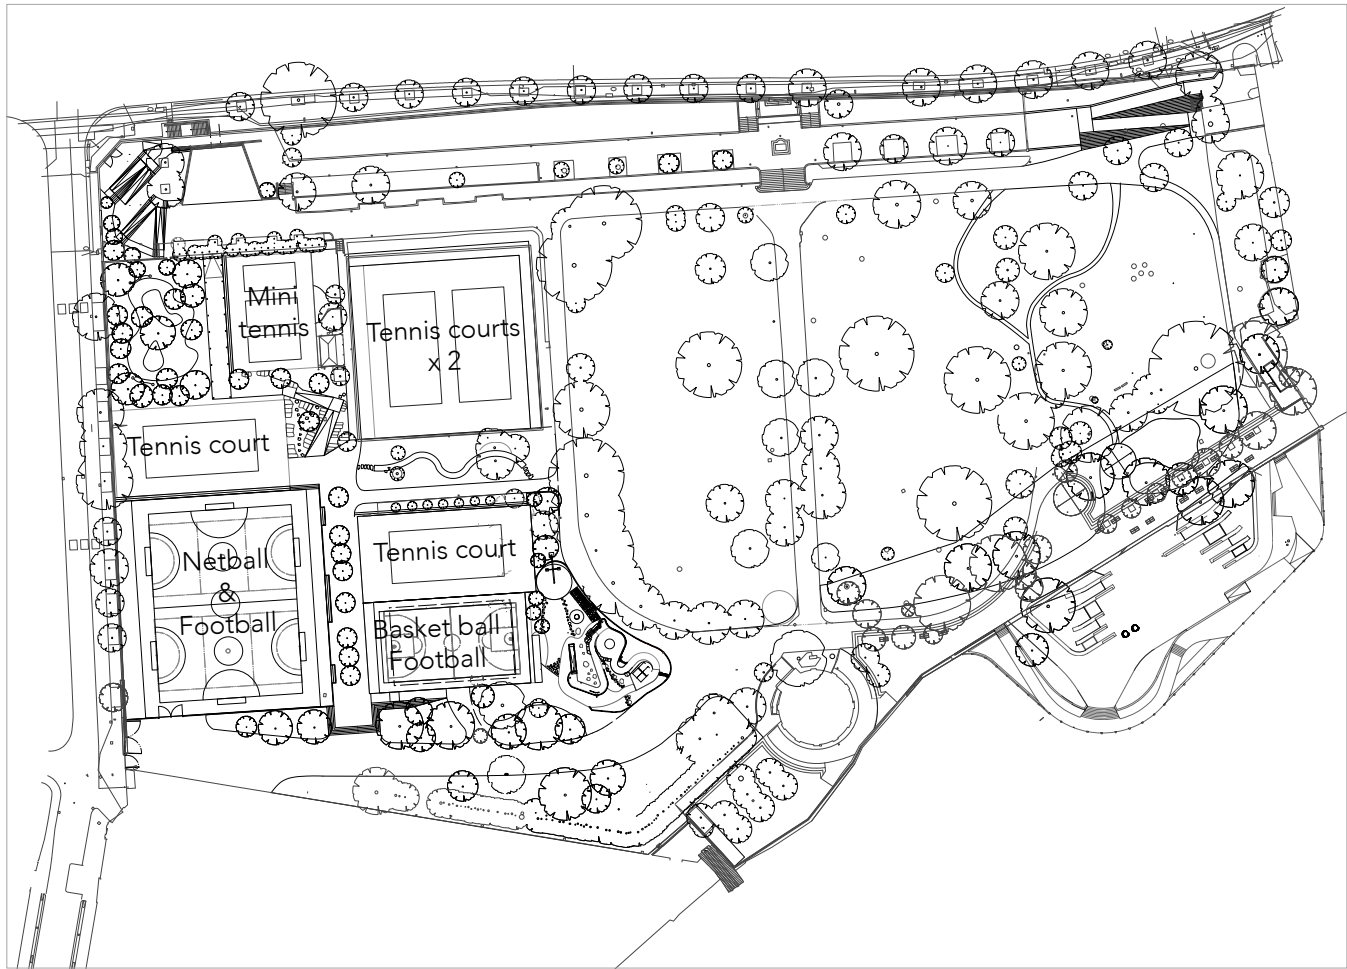 Mini
tennis
Tennis courts
x 2
Tennis court
Netball
&
Football
Tennis court
Basket ball
Football